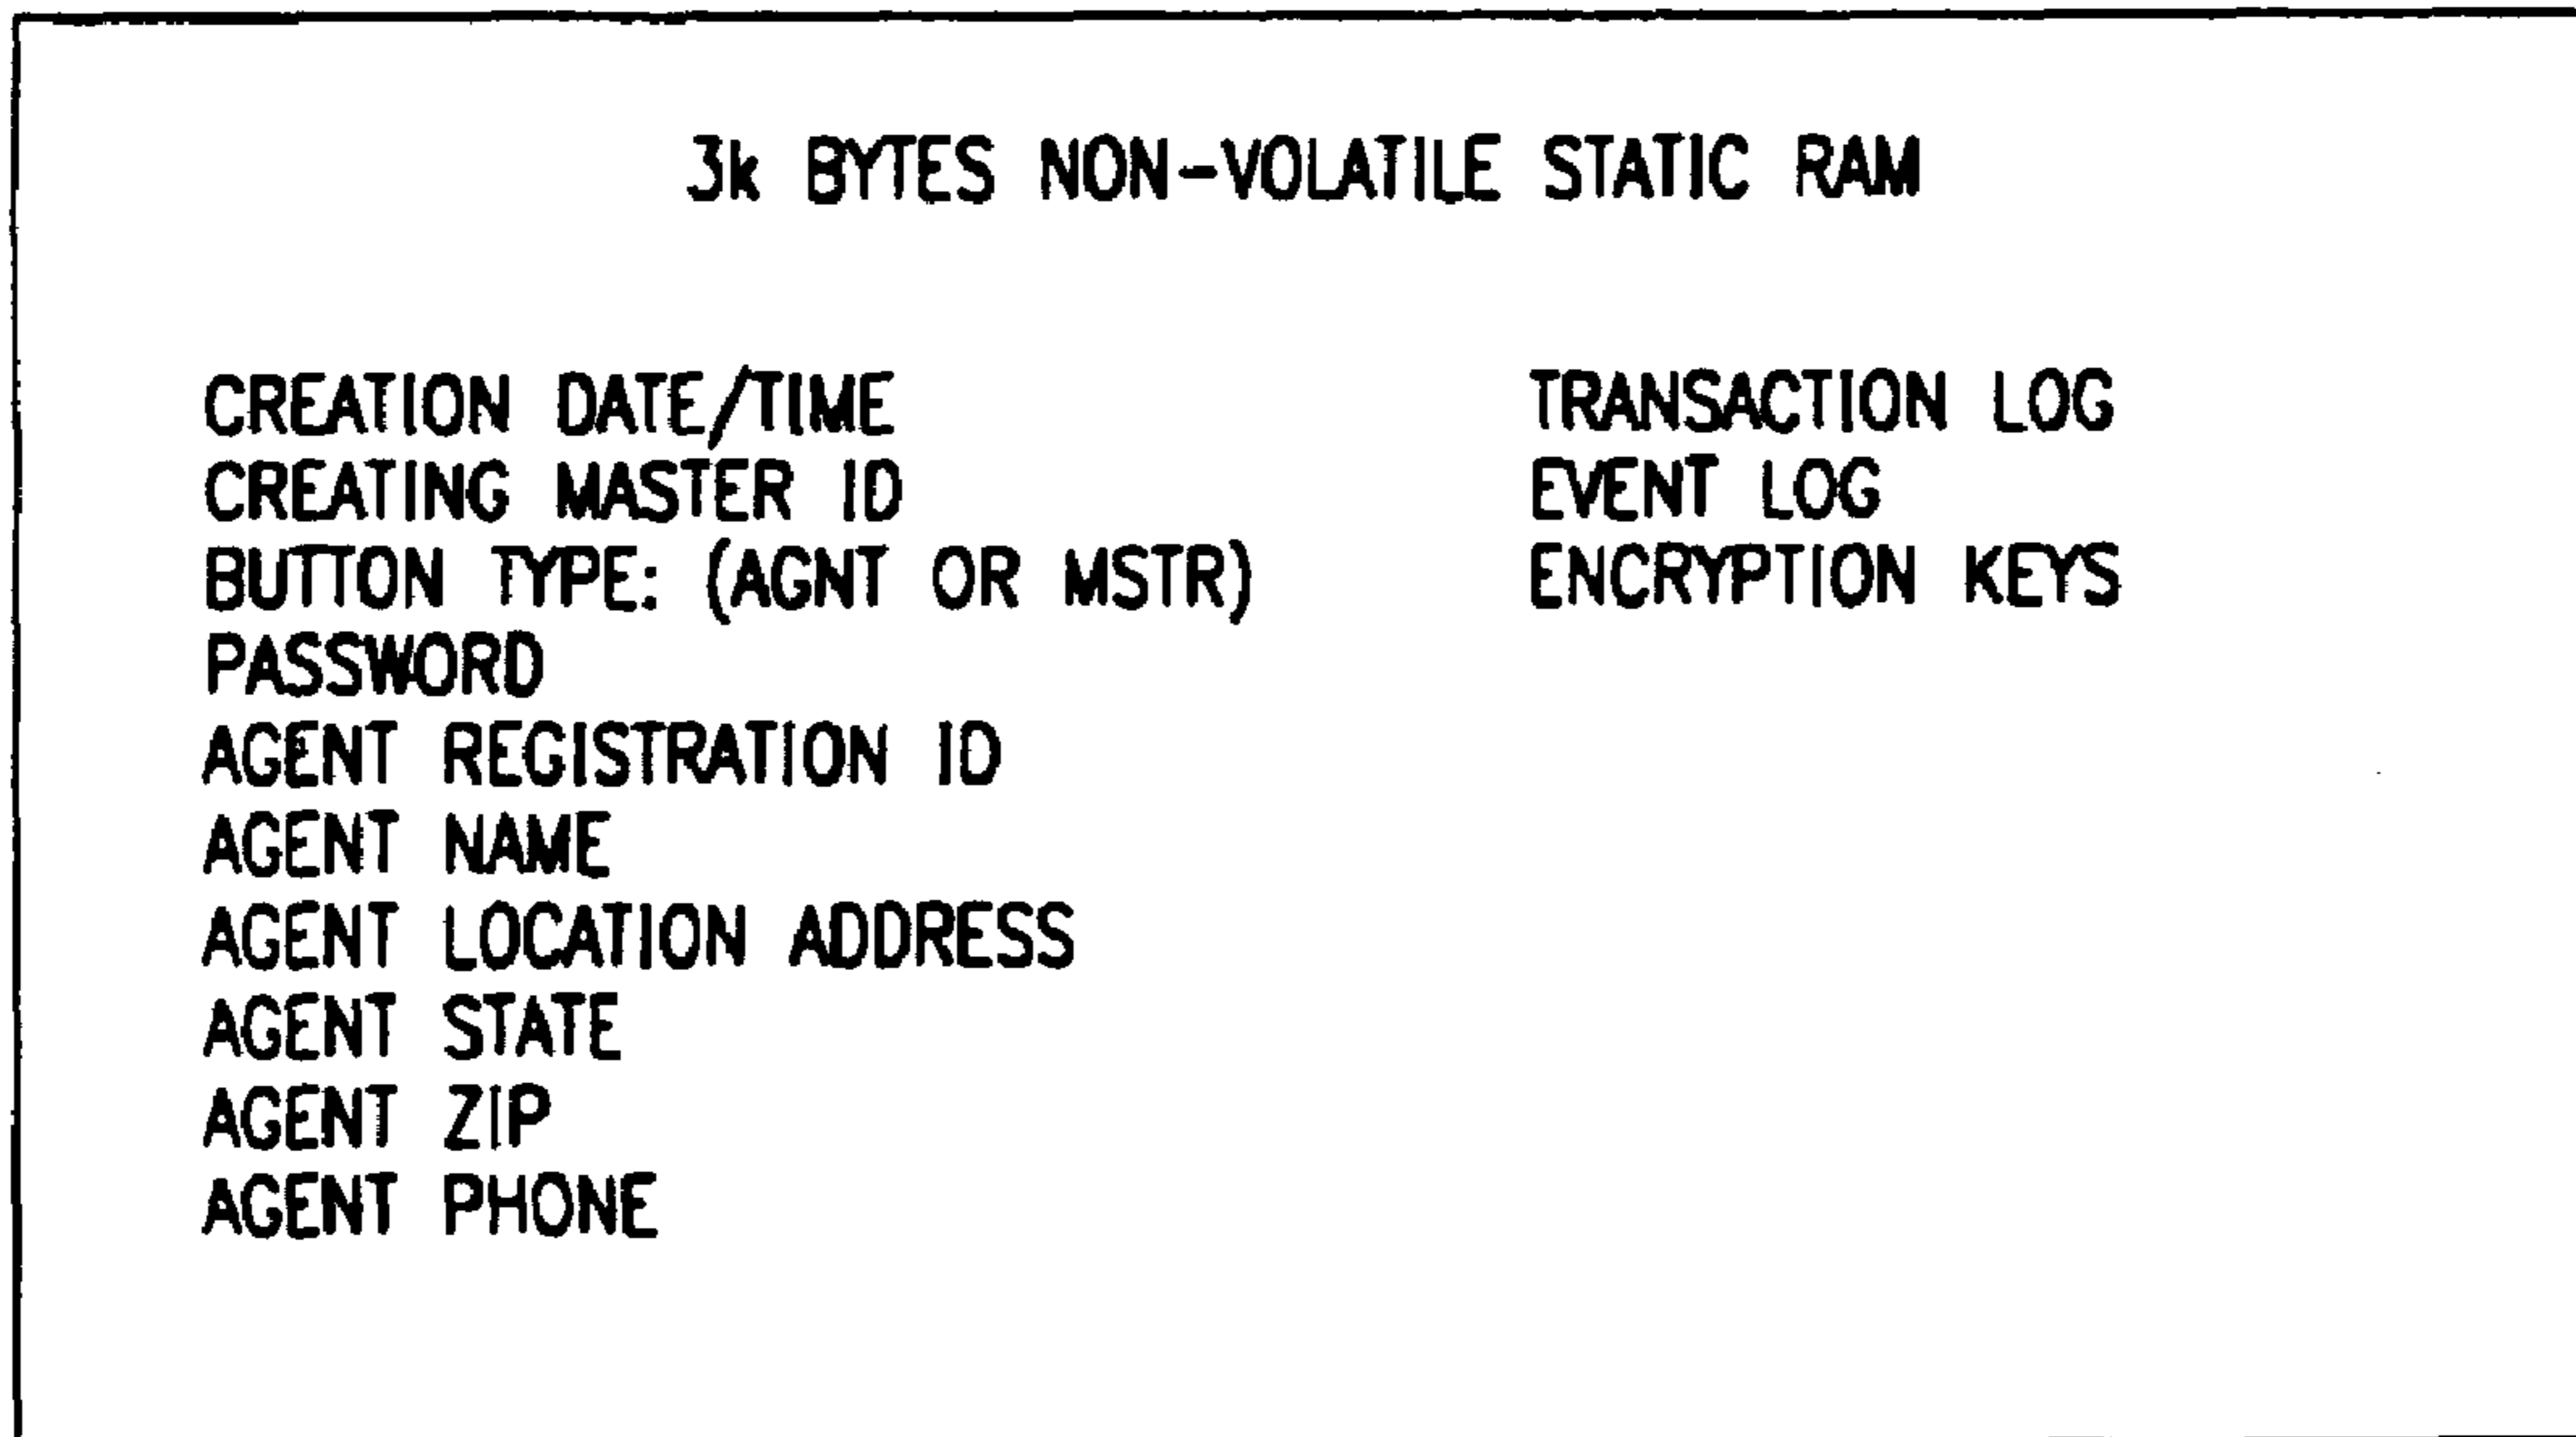 3k BYTES NON-VOLATILE STATIC RAM
CREATION DATE/TIME
CREATING MASTER ID
BUTTON TYPE: (AGNT OR MSTR)
PASSWORD
AGENT REGISTRATION ID
AGENT NAME
AGENT LOCATION ADDRESS
AGENT STATE
AGENT ZIP
AGENT PHONE
TRANSACTION LOG
EVENT LOG
ENCRYPTION KEYS